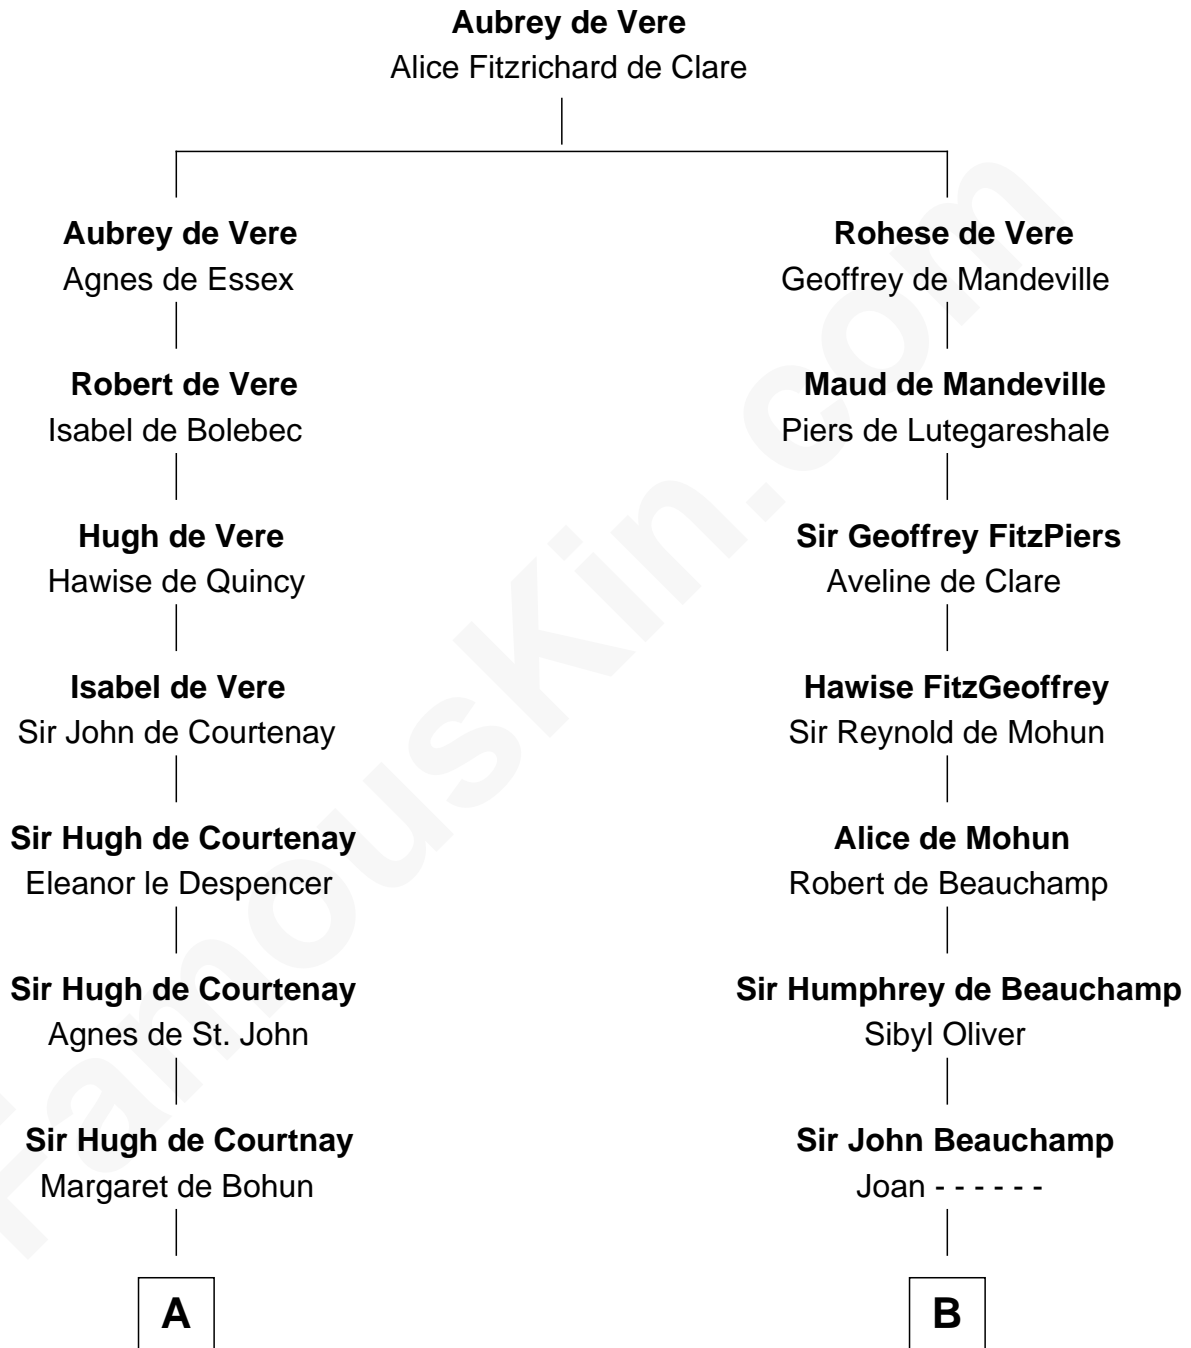 Aubrey de Vere
Alice Fitzrichard de Clare
Aubrey de Vere
Agnes de Essex
Robert de Vere
Isabel de Bolebec
Hugh de Vere
Hawise de Quincy
Isabel de Vere
Sir John de Courtenay
Sir Hugh de Courtenay
Eleanor le Despencer
Sir Hugh de Courtenay
Agnes de St. John
Sir Hugh de Courtnay
Margaret de Bohun
A
Rohese de Vere
Geoffrey de Mandeville
Maud de Mandeville
Piers de Lutegareshale
Sir Geoffrey FitzPiers
Aveline de Clare
Hawise FitzGeoffrey
Sir Reynold de Mohun
Alice de Mohun
Robert de Beauchamp
Sir Humphrey de Beauchamp
Sibyl Oliver
Sir John Beauchamp
Joan - - - - - -
B
FamousKin.com